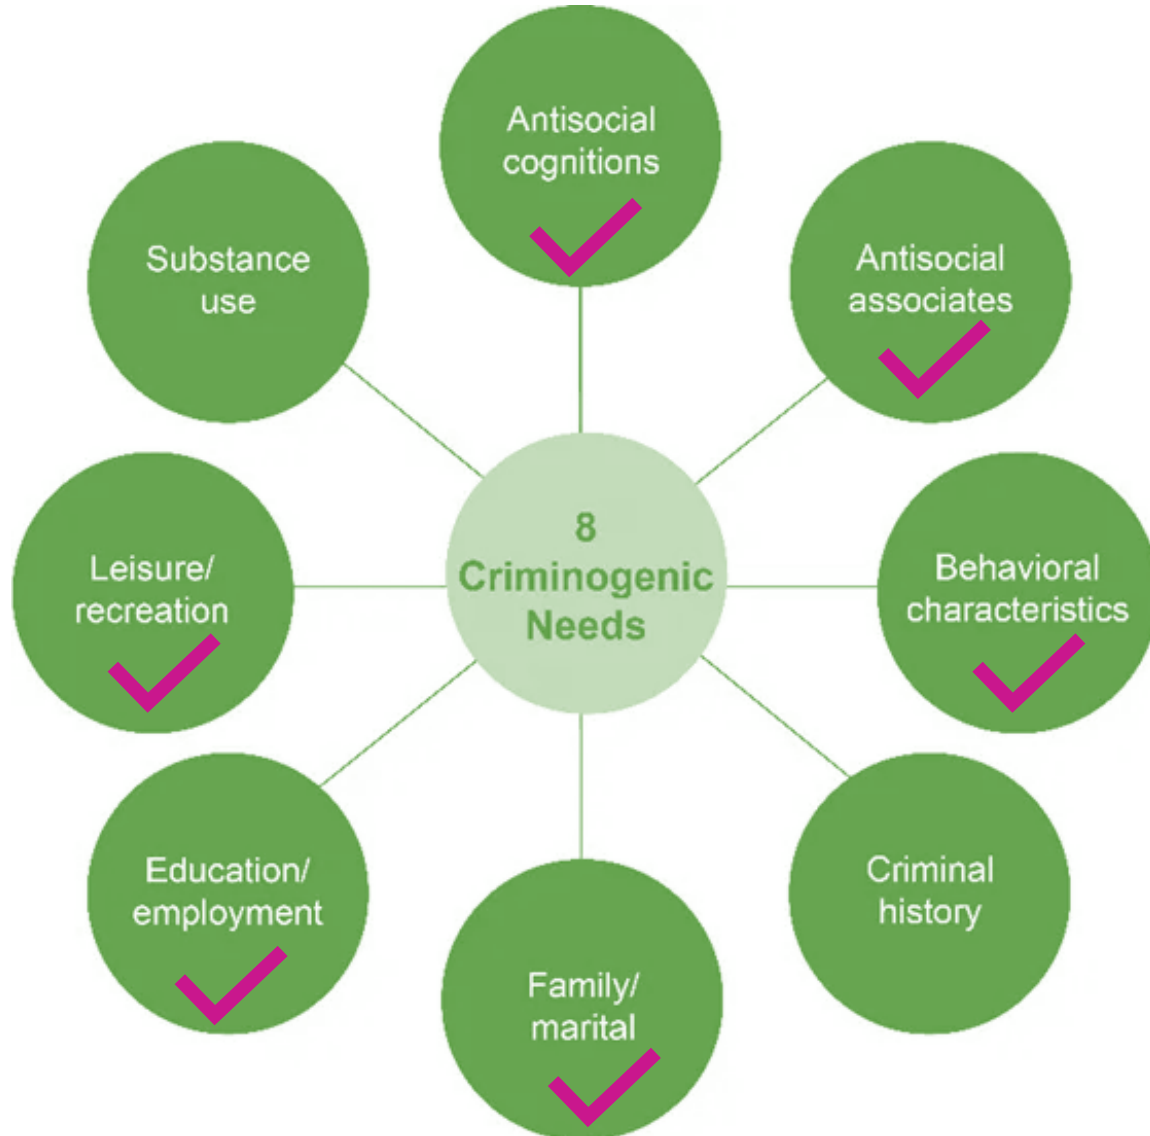 Antisocial
cognitions
Antisocial
associates
Behavioral
characteristics
Criminal
history
Family/
marital
Education/
employment
Leisure/
recreation
Substance
use
8
Criminogenic
Needs